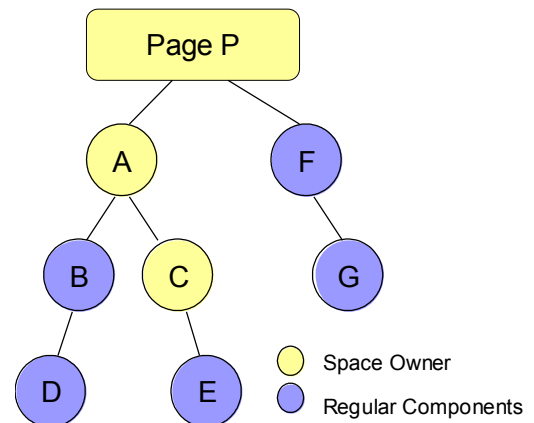 Page P
A
F
B
C
G
D
E
Space Owner
Regular Components